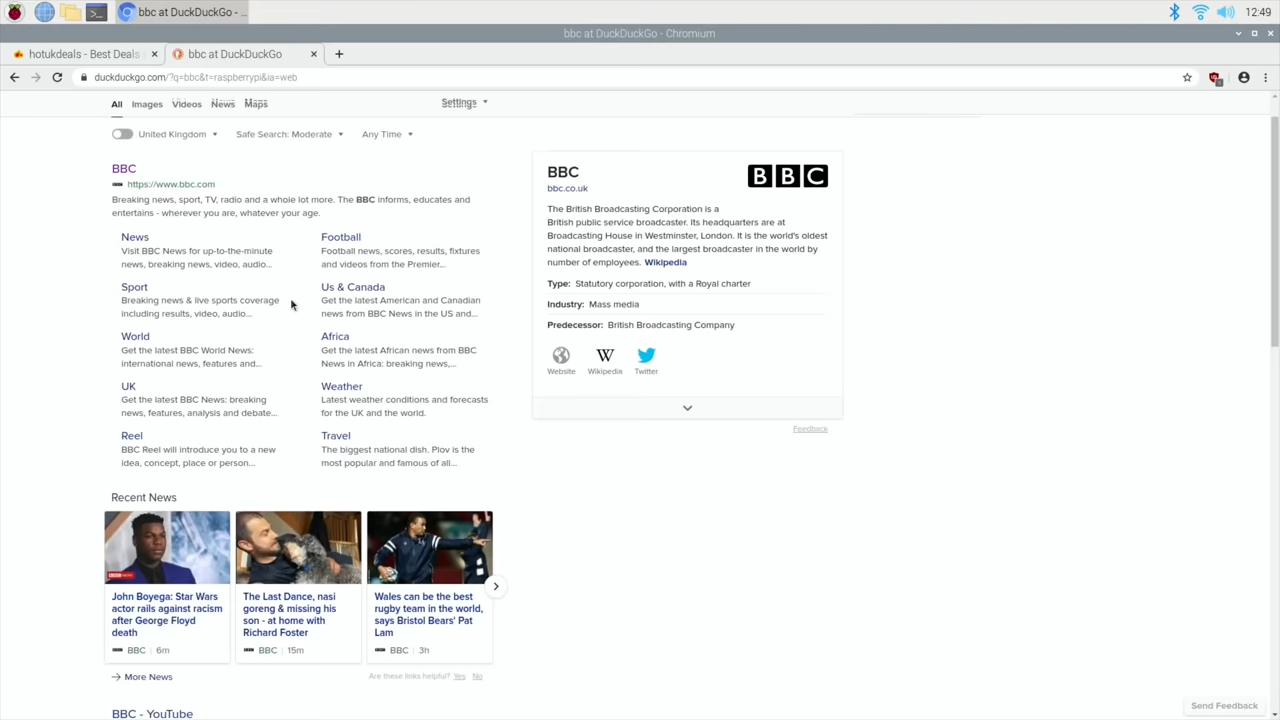 bbc at DuckDuckGo - ...
12:49
bbc at DuckDuckGo - Chromium
hotukdeals - Best Deals
bbc at DuckDuckGo
duckduckgo.com/?q=bbc&t=raspberrypi&ia=web
All Images Videos News Maps Settings
United Kingdom Safe Search: Moderate Any Time
BBC
https://www.bbc.com
Breaking news, sport, TV, radio and a whole lot more. The BBC informs, educates and
entertains - wherever you are, whatever your age.
News
Visit BBC News for up-to-the-minute
news, breaking news, video, audio...
Football
Football news, scores, results, fixtures
and videos from the Premier...
Sport
Breaking news & live sports coverage
including results, video, audio...
Us & Canada
Get the latest American and Canadian
news from BBC News in the US and...
World
Get the latest BBC World News:
international news, features and...
Africa
Get the latest African news from BBC
News in Africa: breaking news,...
UK
Get the latest BBC News: breaking
news, features, analysis and debate...
Weather
Latest weather conditions and forecasts
for the UK and the world.
Reel
BBC Reel will introduce you to a new
idea, concept, place or person...
Travel
The biggest national dish. Plov is the
most popular and famous of all...
BBC
bbc.co.uk
BBC
The British Broadcasting Corporation is a
British public service broadcaster. Its headquarters are at
Broadcasting House in Westminster, London. It is the world's oldest
national broadcaster, and the largest broadcaster in the world by
number of employees. Wikipedia
Type: Statutory corporation, with a Royal charter
Industry: Mass media
Predecessor: British Broadcasting Company
W
Website Wikipedia Twitter
Feedback
Recent News
John Boyega: Star Wars
actor rails against racism
after George Floyd
death
BBC | 6m
The Last Dance, nasi
goreng & missing his
son - at home with
Richard Foster
BBC | 15m
Wales can be the best
rugby team in the world,
says Bristol Bears' Pat
Lam
BBC | 3h
More News
Are these links helpful? Yes No
BBC - YouTube
Send Feedback